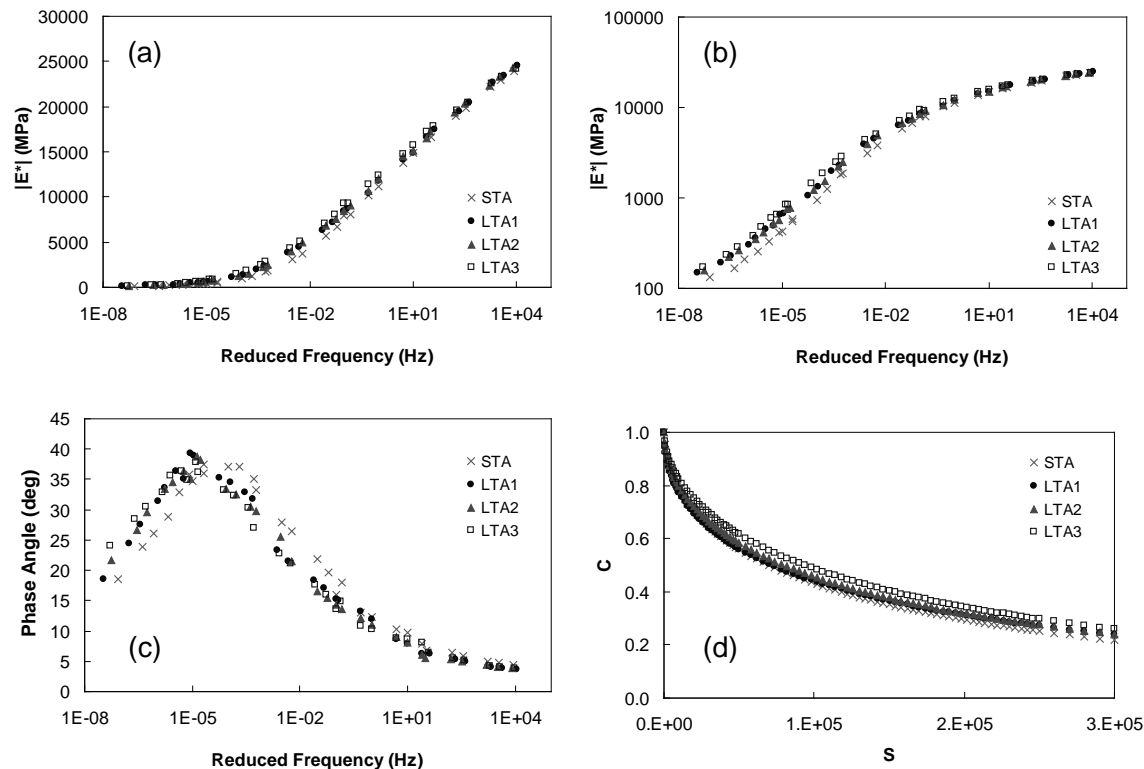 (a)
|E*| (MPa)
30000
25000
20000
15000
10000
5000
0
STA
LTA1
LTA2
LTA3
1E-08 1E-05 1E-02 1E+01 1E+04
Reduced Frequency (Hz)
(b)
|E*| (MPa)
100000
10000
1000
100
STA
LTA1
LTA2
LTA3
1E-08 1E-05 1E-02 1E+01 1E+04
Reduced Frequency (Hz)
(c)
Phase Angle (deg)
45
40
35
30
25
20
15
10
5
0
STA
LTA1
LTA2
LTA3
1E-08 1E-05 1E-02 1E+01 1E+04
Reduced Frequency (Hz)
(d)
C
1.0
0.8
0.6
0.4
0.2
0.0
STA
LTA1
LTA2
LTA3
0.E+00 1.E+05 2.E+05 3.E+05
S